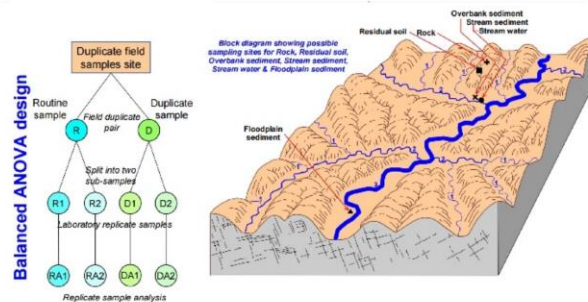 Balanced ANOVA design
Duplicate field
samples site
Routine
sample
Duplicate
sample
Field duplicate
pair
R
D
Split into two
sub-samples
R1
R2
D1
D2
Laboratory replicate samples
RA1
RA2
DA1
DA2
Replicate sample analysis
Block diagram showing possible
sampling sites for Rock, Residual soil,
Overbank sediment, Stream sediment,
Stream water & Floodplain sediment
Overbank sediment
Stream sediment
Stream water
Residual soil
Rock
Floodplain
sediment